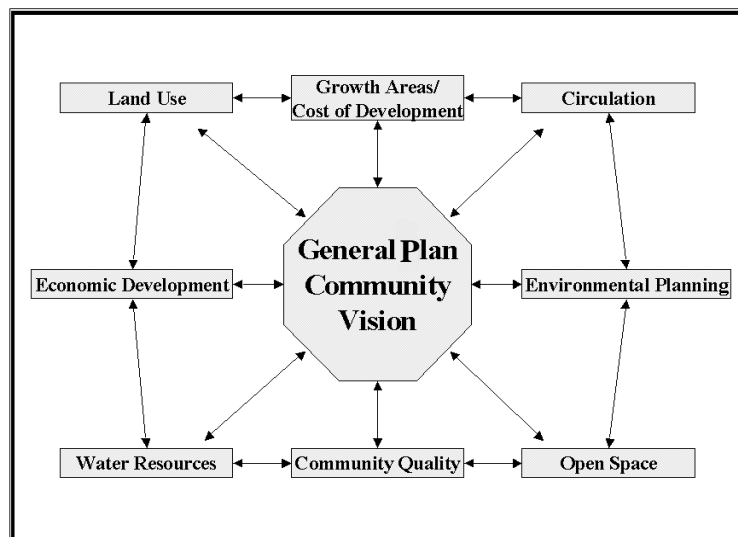 Land Use
Growth Areas/
Cost of Development
Circulation
General Plan
Community
Vision
Economic Development
Environmental Planning
Water Resources
Community Quality
Open Space